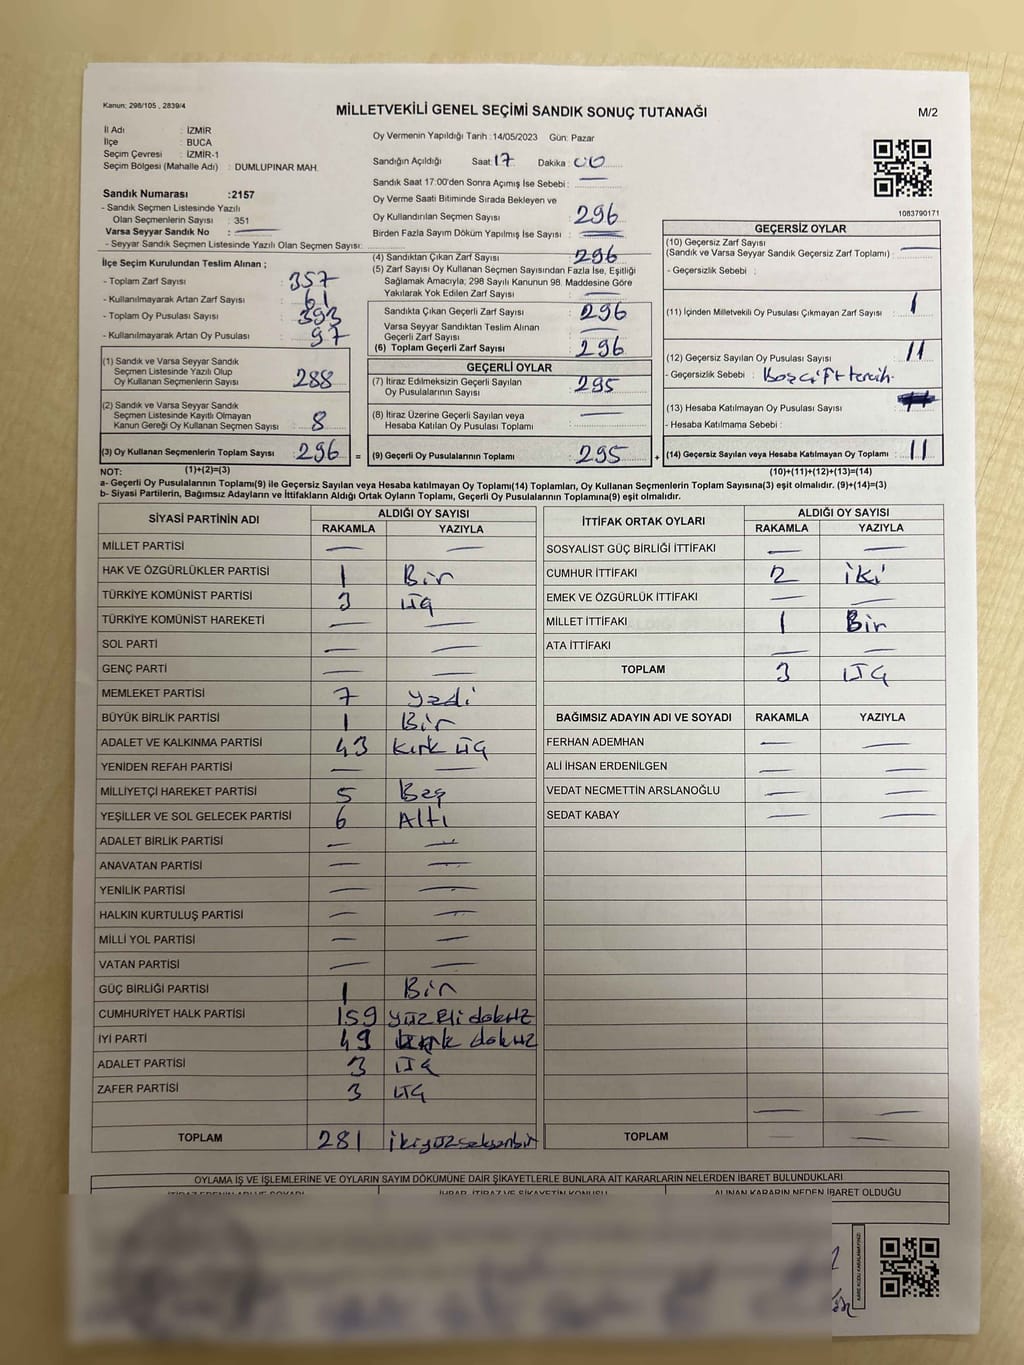 Kanun: 298/105 , 2839/4
MİLLETVEKİLİ GENEL SEÇİMİ SANDIK SONUÇ TUTANAĞI
M/2
İl Adı : İZMİR
İlçe : BUCA
Seçim Çevresi : İZMİR-1
Seçim Bölgesi (Mahalle Adı) : DUMLUPINAR MAH.
Sandık Numarası :2157
- Sandık Seçmen Listesinde Yazılı
Olan Seçmenlerin Sayısı : 351
Varsa Seyyar Sandık No : —
- Seyyar Sandık Seçmen Listesinde Yazılı Olan Seçmen Sayısı:
Oy Vermenin Yapıldığı Tarih :14/05/2023 Gün: Pazar
Sandığın Açıldığı Saat: 17 Dakika : 00
Sandık Saat 17:00'den Sonra Açımış İse Sebebi : —
Oy Verme Saati Bitiminde Sırada Bekleyen ve
Oy Kullandırılan Seçmen Sayısı : 296
Birden Fazla Sayım Döküm Yapılmış İse Sayısı : —
1083790171
İlçe Seçim Kurulundan Teslim Alınan ;
- Toplam Zarf Sayısı : 357
- Kullanılmayarak Artan Zarf Sayısı : 61
- Toplam Oy Pusulası Sayısı : 393
- Kullanılmayarak Artan Oy Pusulası : 97
(1) Sandık ve Varsa Seyyar Sandık
Seçmen Listesinde Yazılı Olup
Oy Kullanan Seçmenlerin Sayısı : 288
(2) Sandık ve Varsa Seyyar Sandık
Seçmen Listesinde Kayıtlı Olmayan
Kanun Gereği Oy Kullanan Seçmen Sayısı : 8
(3) Oy Kullanan Seçmenlerin Toplam Sayısı : 296 =
(4) Sandıktan Çıkan Zarf Sayısı : 296
(5) Zarf Sayısı Oy Kullanan Seçmen Sayısından Fazla İse, Eşitliği
Sağlamak Amacıyla; 298 Sayılı Kanunun 98. Maddesine Göre
Yakılarak Yok Edilen Zarf Sayısı : —
Sandıkta Çıkan Geçerli Zarf Sayısı : 296
Varsa Seyyar Sandıktan Teslim Alınan
Geçerli Zarf Sayısı : —
(6) Toplam Geçerli Zarf Sayısı : 296
GEÇERLİ OYLAR
(7) İtiraz Edilmeksizin Geçerli Sayılan
Oy Pusulalarının Sayısı : 295
(8) İtiraz Üzerine Geçerli Sayılan veya
Hesaba Katılan Oy Pusulası Toplamı : —
(9) Geçerli Oy Pusulalarının Toplamı : 295 +
GEÇERSİZ OYLAR
(10) Geçersiz Zarf Sayısı
(Sandık ve Varsa Seyyar Sandık Geçersiz Zarf Toplamı) : —
- Geçersizlik Sebebi :
(11) İçinden Milletvekili Oy Pusulası Çıkmayan Zarf Sayısı : 1
(12) Geçersiz Sayılan Oy Pusulası Sayısı : 11
- Geçersizlik Sebebi : Boş çift tercih.
(13) Hesaba Katılmayan Oy Pusulası Sayısı :
- Hesaba Katılmama Sebebi :
(14) Geçersiz Sayılan veya Hesaba Katılmayan Oy Toplamı : 11
NOT: (1)+(2)=(3) (10)+(11)+(12)+(13)=(14)
a- Geçerli Oy Pusulalarının Toplamı(9) ile Geçersiz Sayılan veya Hesaba katılmayan Oy Toplamı(14) Toplamları, Oy Kullanan Seçmenlerin Toplam Sayısına(3) eşit olmalıdır. (9)+(14)=(3)
b- Siyasi Partilerin, Bağımsız Adayların ve İttifakların Aldığı Ortak Oyların Toplamı, Geçerli Oy Pusulalarının Toplamına(9) eşit olmalıdır.
SİYASİ PARTİNİN ADI ALDIĞI OY SAYISI
RAKAMLA YAZIYLA
MİLLET PARTİSİ — —
HAK VE ÖZGÜRLÜKLER PARTİSİ 1 Bir
TÜRKİYE KOMÜNİST PARTİSİ 3 üç
TÜRKİYE KOMÜNİST HAREKETİ — —
SOL PARTİ — —
GENÇ PARTİ — —
MEMLEKET PARTİSİ 7 yedi
BÜYÜK BİRLİK PARTİSİ 1 Bir
ADALET VE KALKINMA PARTİSİ 43 kırk üç
YENİDEN REFAH PARTİSİ — —
MİLLİYETÇİ HAREKET PARTİSİ 5 Beş
YEŞİLLER VE SOL GELECEK PARTİSİ 6 Altı
ADALET BİRLİK PARTİSİ — —
ANAVATAN PARTİSİ — —
YENİLİK PARTİSİ — —
HALKIN KURTULUŞ PARTİSİ — —
MİLLİ YOL PARTİSİ — —
VATAN PARTİSİ — —
GÜÇ BİRLİĞİ PARTİSİ 1 Bir
CUMHURİYET HALK PARTİSİ 159 yüz elli dokuz
İYİ PARTİ 49 kırk dokuz
ADALET PARTİSİ 3 üç
ZAFER PARTİSİ 3 üç
TOPLAM 281 ikiyüzseksenbir
İTTİFAK ORTAK OYLARI ALDIĞI OY SAYISI
RAKAMLA YAZIYLA
SOSYALİST GÜÇ BİRLİĞİ İTTİFAKI — —
CUMHUR İTTİFAKI 2 iki
EMEK VE ÖZGÜRLÜK İTTİFAKI — —
MİLLET İTTİFAKI 1 Bir
ATA İTTİFAKI — —
TOPLAM 3 üç
BAĞIMSIZ ADAYIN ADI VE SOYADI RAKAMLA YAZIYLA
FERHAN ADEMHAN — —
ALİ İHSAN ERDENİLGEN — —
VEDAT NECMETTİN ARSLANOĞLU — —
SEDAT KABAY — —
— —
TOPLAM — —
OYLAMA İŞ VE İŞLEMLERİNE VE OYLARIN SAYIM DÖKÜMÜNE DAİR ŞİKAYETLERLE BUNLARA AİT KARARLARIN NELERDEN İBARET BULUNDUKLARI
İTİRAZ EDENİN ADI VE SOYADI İHBAR, İTİRAZ VE ŞİKAYETİN KONUSU ALINAN KARARIN NEDEN İBARET OLDUĞU
KARE KODU KARALAMAYINIZ!